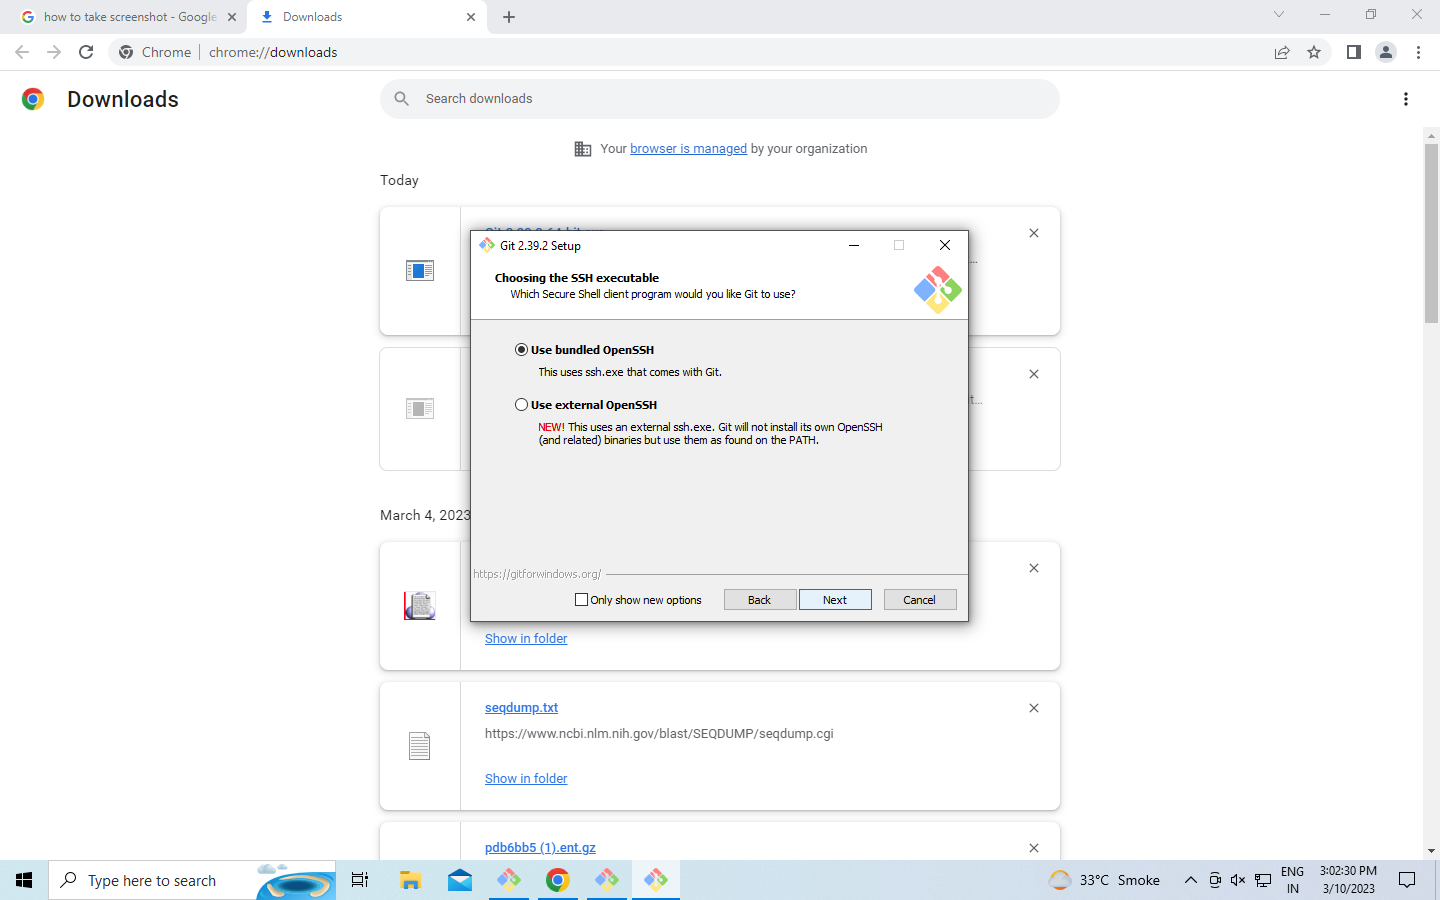 how to take screenshot - Google
Downloads
Chrome
chrome://downloads
Downloads
Search downloads
Your browser is managed by your organization
Today
Git 2.39.2 Setup
Choosing the SSH executable
Which Secure Shell client program would you like Git to use?
Use bundled OpenSSH
This uses ssh.exe that comes with Git.
Use external OpenSSH
NEW! This uses an external ssh.exe. Git will not install its own OpenSSH
(and related) binaries but use them as found on the PATH.
t...
March 4, 2023
https://gitforwindows.org/
Only show new options
Back
Next
Cancel
Show in folder
seqdump.txt
https://www.ncbi.nlm.nih.gov/blast/SEQDUMP/seqdump.cgi
Show in folder
pdb6bb5 (1).ent.gz
Type here to search
33°C Smoke
ENG
IN
3:02:30 PM
3/10/2023